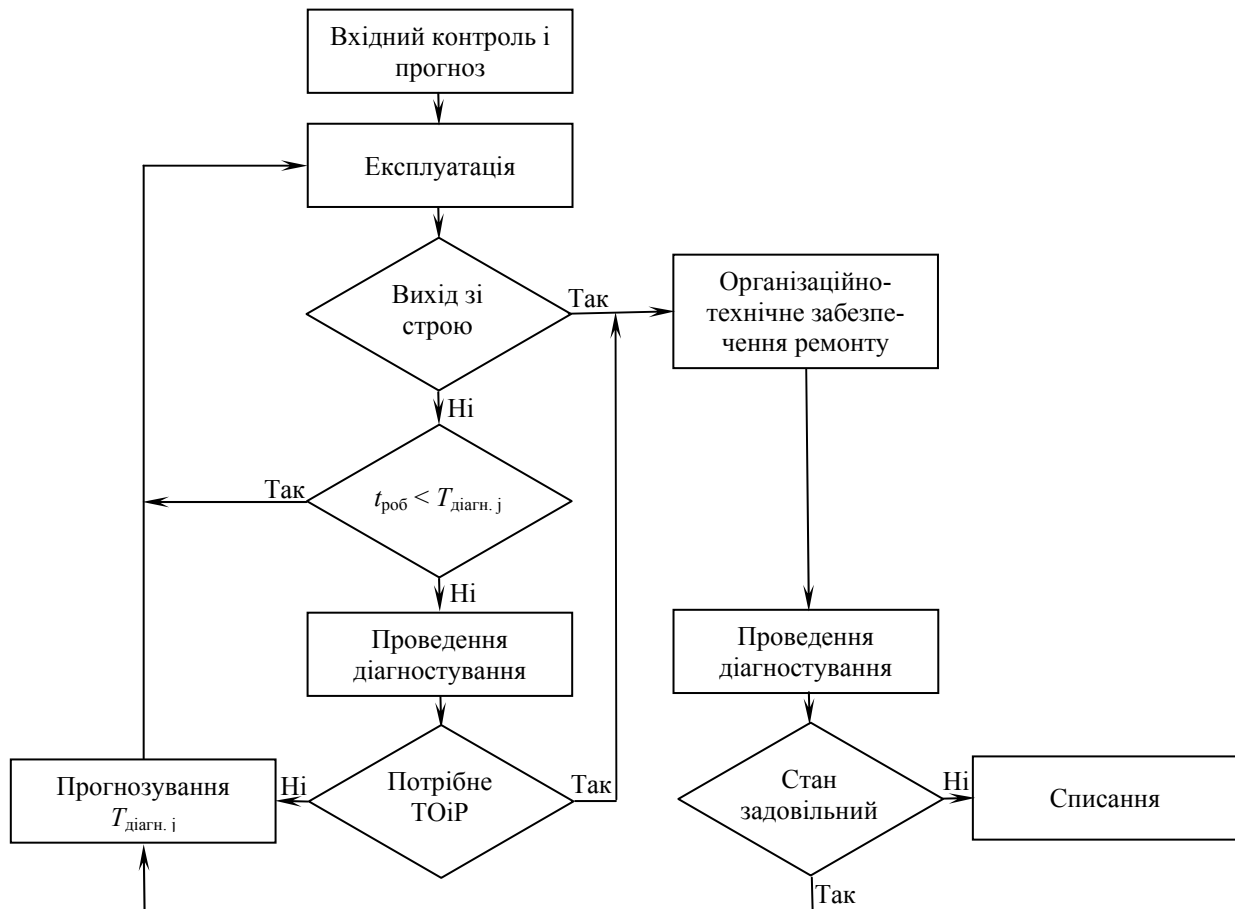 Вхідний контроль і
прогноз
Експлуатація
Вихід зі
строю
Так
Організаційно-
технічне забезпе-
чення ремонту
Ні
Так
tроб < Tдіагн. j
Ні
Проведення
діагностування
Проведення
діагностування
Прогнозування
Tдіагн. j
Ні
Потрібне
ТОіР
Так
Стан
задовільний
Ні
Списання
Так